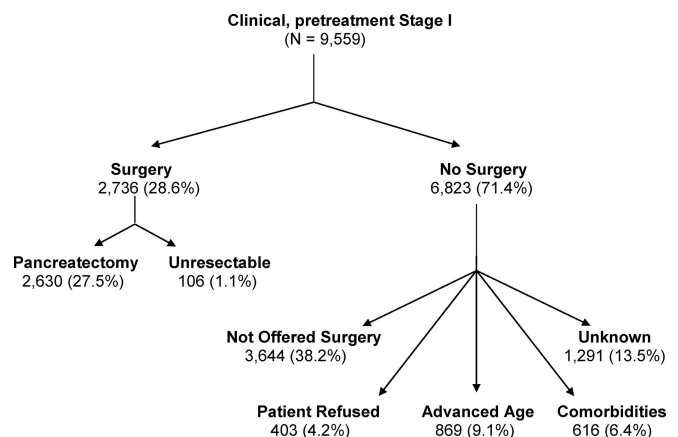 Clinical, pretreatment Stage I
(N = 9,559)
Surgery
2,736 (28.6%)
No Surgery
6,823 (71.4%)
Pancreatectomy
2,630 (27.5%)
Unresectable
106 (1.1%)
Not Offered Surgery
3,644 (38.2%)
Unknown
1,291 (13.5%)
Patient Refused
403 (4.2%)
Advanced Age
869 (9.1%)
Comorbidities
616 (6.4%)